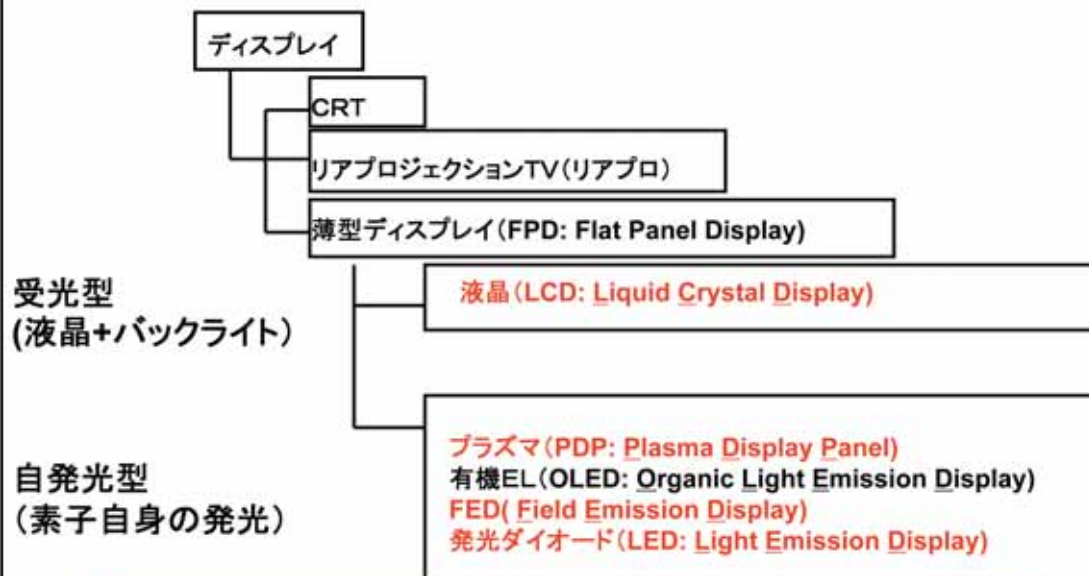 ディスプレイ
CRT
リアプロジェクションTV(リアプロ)
薄型ディスプレイ(FPD: Flat Panel Display)
受光型
(液晶+バックライト)
液晶(LCD: Liquid Crystal Display)
自発光型
(素子自身の発光)
プラズマ(PDP: Plasma Display Panel)
有機EL(OLED: Organic Light Emission Display)
FED( Field Emission Display)
発光ダイオード(LED: Light Emission Display)